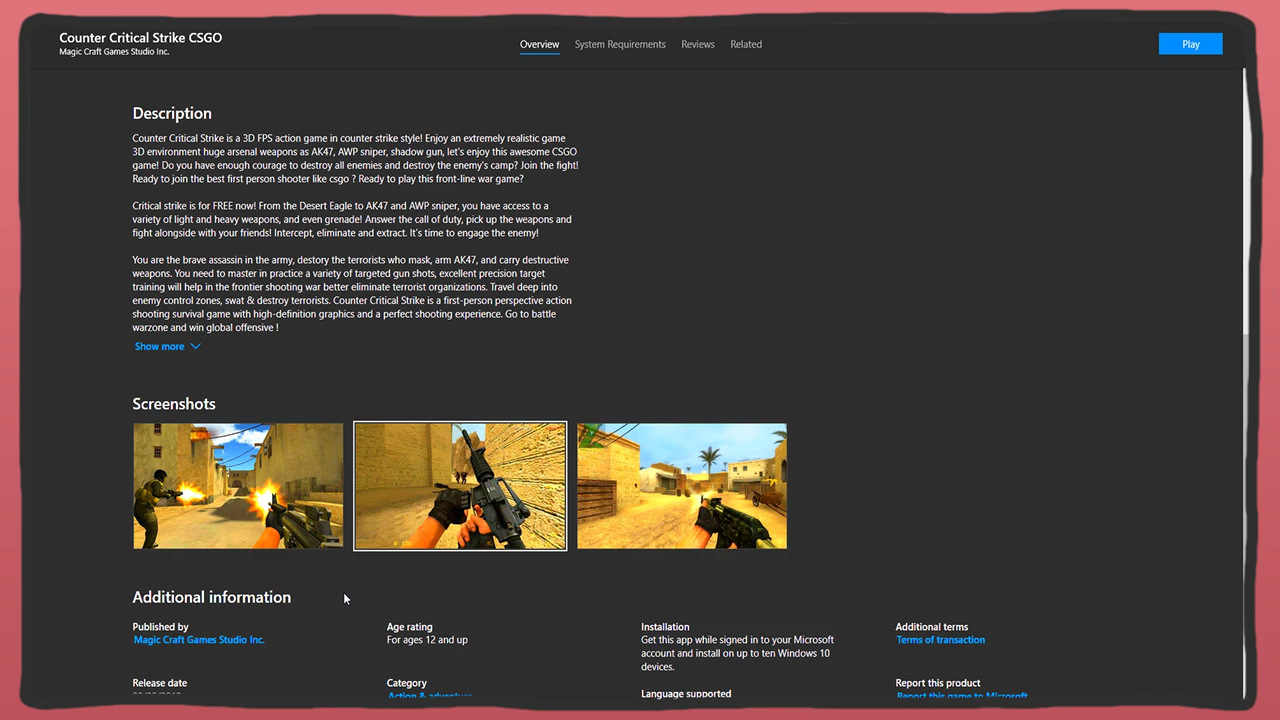 Counter Critical Strike CSGO
Magic Craft Games Studio Inc.
Overview
System Requirements
Reviews
Related
Play
Description
Counter Critical Strike is a 3D FPS action game in counter strike style! Enjoy an extremely realistic game
3D environment huge arsenal weapons as AK47, AWP sniper, shadow gun, let's enjoy this awesome CSGO
game! Do you have enough courage to destroy all enemies and destroy the enemy's camp? Join the fight!
Ready to join the best first person shooter like csgo ? Ready to play this front-line war game?
Critical strike is for FREE now! From the Desert Eagle to AK47 and AWP sniper, you have access to a
variety of light and heavy weapons, and even grenade! Answer the call of duty, pick up the weapons and
fight alongside with your friends! Intercept, eliminate and extract. It's time to engage the enemy!
You are the brave assassin in the army, destory the terrorists who mask, arm AK47, and carry destructive
weapons. You need to master in practice a variety of targeted gun shots, excellent precision target
training will help in the frontier shooting war better eliminate terrorist organizations. Travel deep into
enemy control zones, swat & destroy terrorists. Counter Critical Strike is a first-person perspective action
shooting survival game with high-definition graphics and a perfect shooting experience. Go to battle
warzone and win global offensive !
Show more
Screenshots
Additional information
Published by
Magic Craft Games Studio Inc.
Age rating
For ages 12 and up
Installation
Get this app while signed in to your Microsoft
account and install on up to ten Windows 10
devices.
Additional terms
Terms of transaction
Release date
Category
Action & adventure
Language supported
Report this product
Report this game to Microsoft